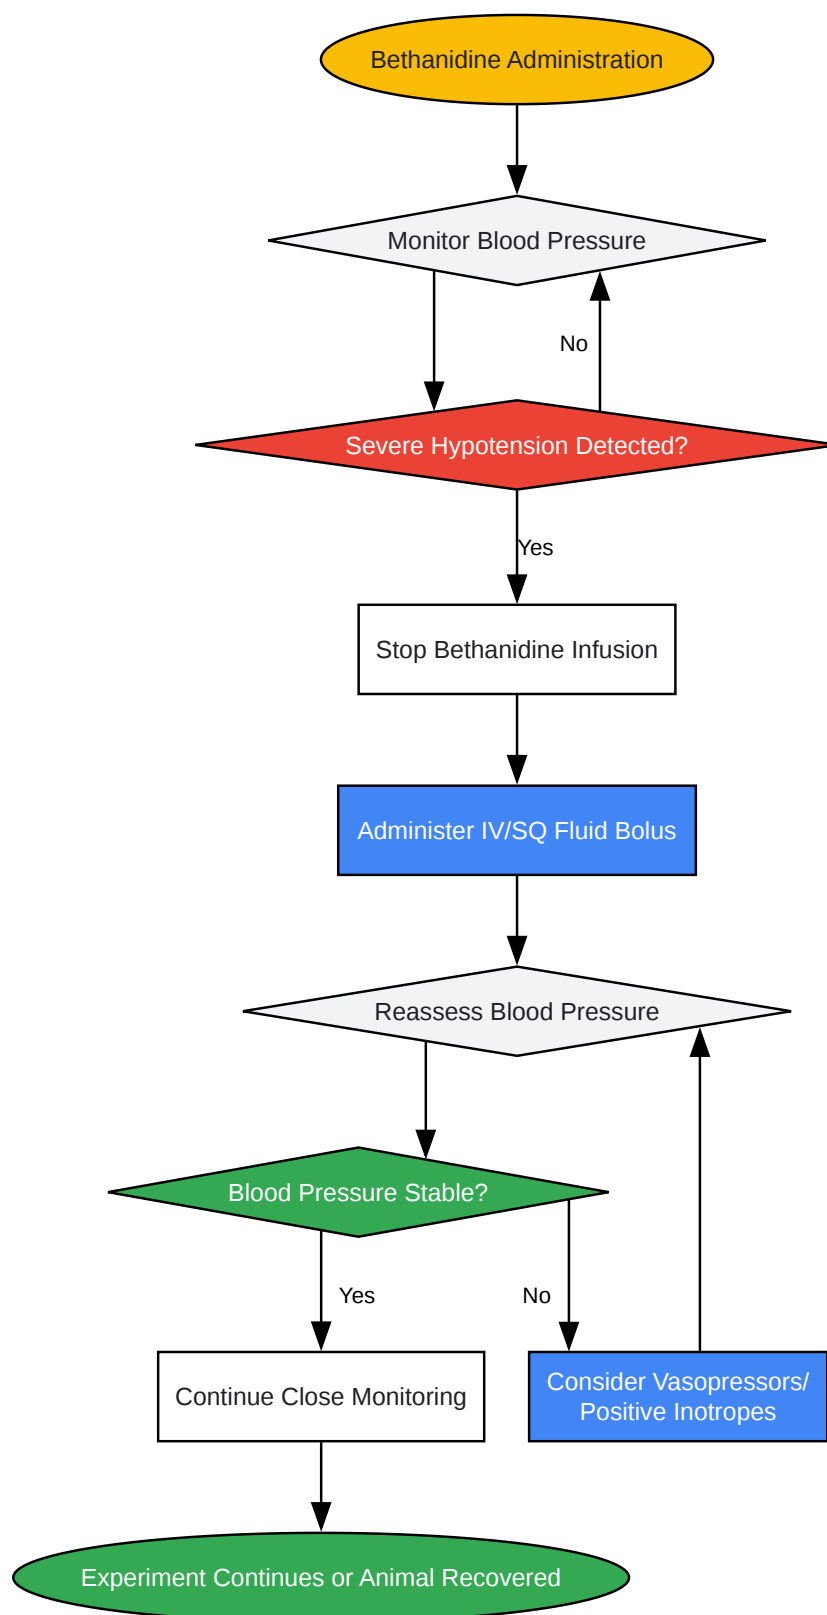 Bethanidine Administration
Monitor Blood Pressure
No
Severe Hypotension Detected?
Yes
Stop Bethanidine Infusion
Administer IV/SQ Fluid Bolus
Reassess Blood Pressure
Blood Pressure Stable?
Yes
No
Continue Close Monitoring
Consider Vasopressors/
Positive Inotropes
Experiment Continues or Animal Recovered